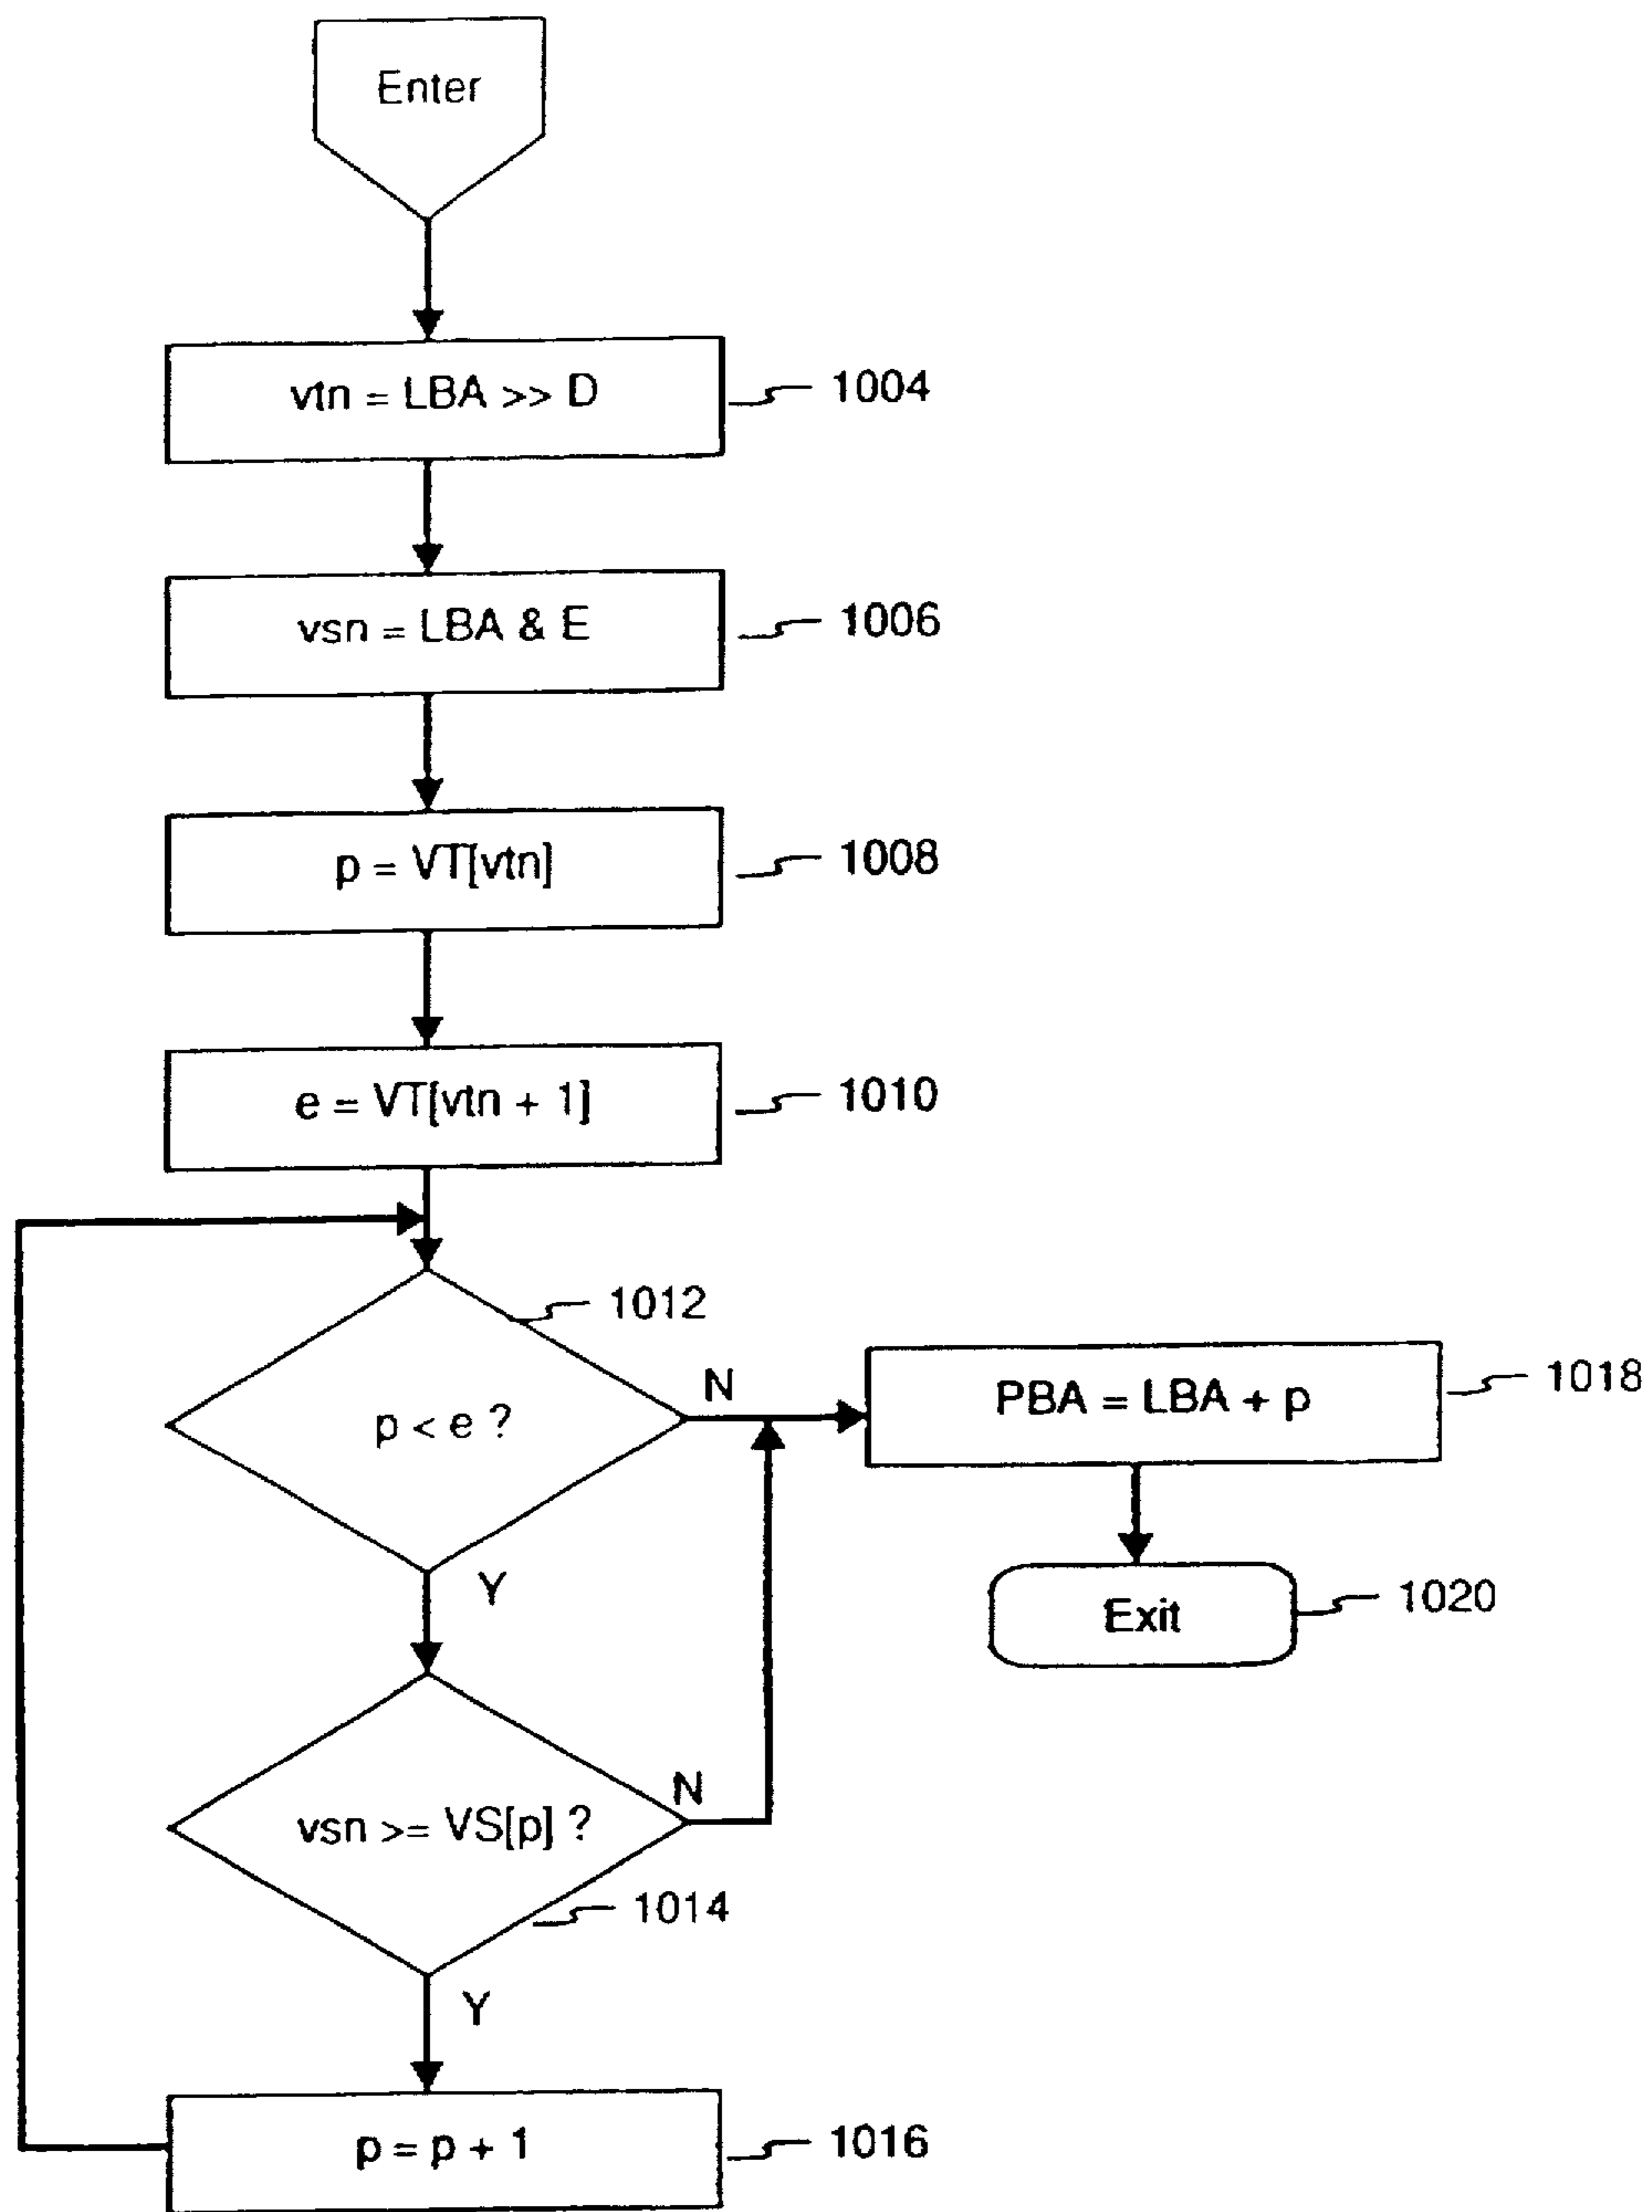 Enter
vtn = LBA >> D
1004
vsn = LBA & E
1006
p = VT[vtn]
1008
e = VT[vtn + 1]
1010
1012
p < e ?
N
Y
PBA = LBA + p
1018
Exit
1020
vsn >= VS[p] ?
N
1014
Y
p = p + 1
1016